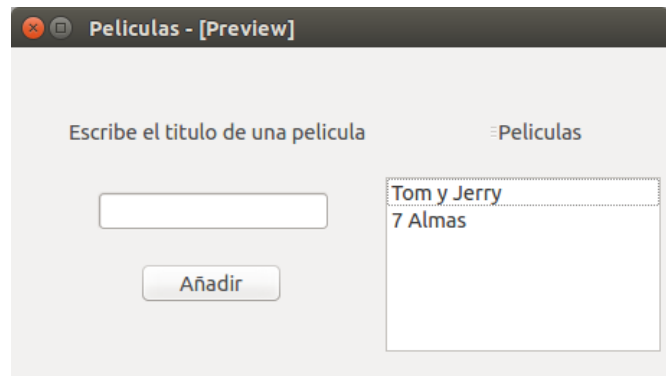 Peliculas - [Preview]
Escribe el titulo de una pelicula
Peliculas
Tom y Jerry
7 Almas
Añadir